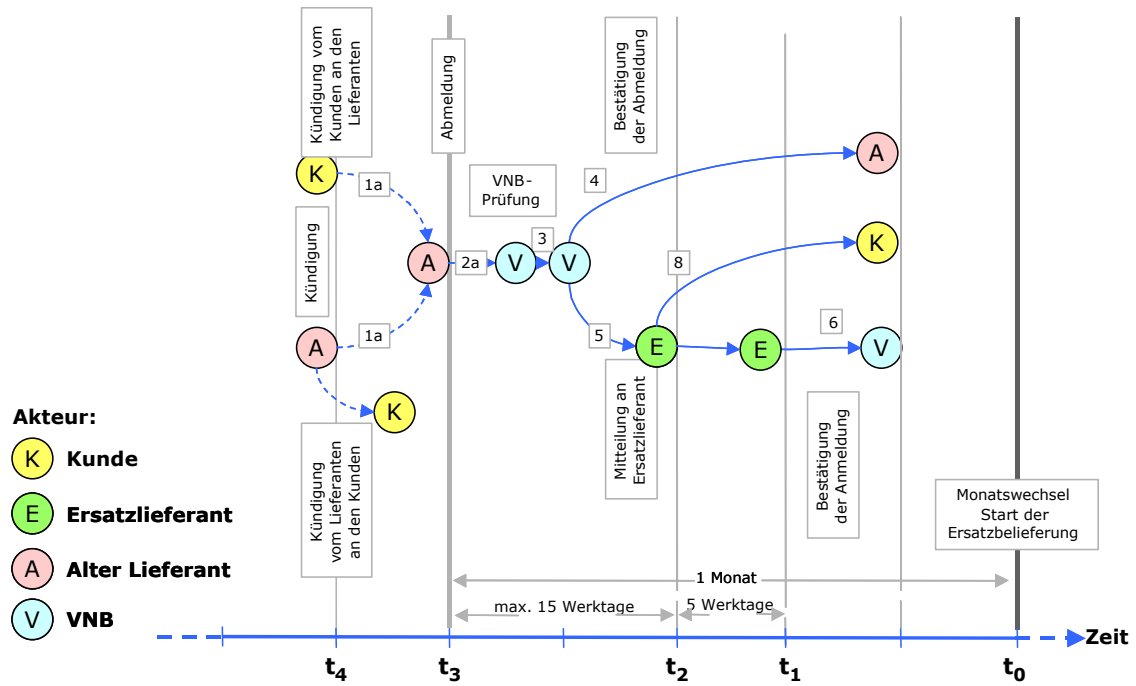 Kündigung vom
Kunden an den
Lieferanten
Abmeldung
Bestätigung
der Abmeldung
K
1a
VNB-
Prüfung
4
A
Kündigung
A
2a
V
3
V
8
K
A
1a
5
E
E
6
V
K
Mitteilung an
Ersatzlieferant
Bestätigung
der Anmeldung
Kündigung
vom Lieferanten
an den Kunden
Akteur:
K Kunde
E Ersatzlieferant
A Alter Lieferant
V VNB
Monatswechsel
Start der
Ersatzbelieferung
1 Monat
max. 15 Werktage
5 Werktage
Zeit
t4
t3
t2
t1
t0